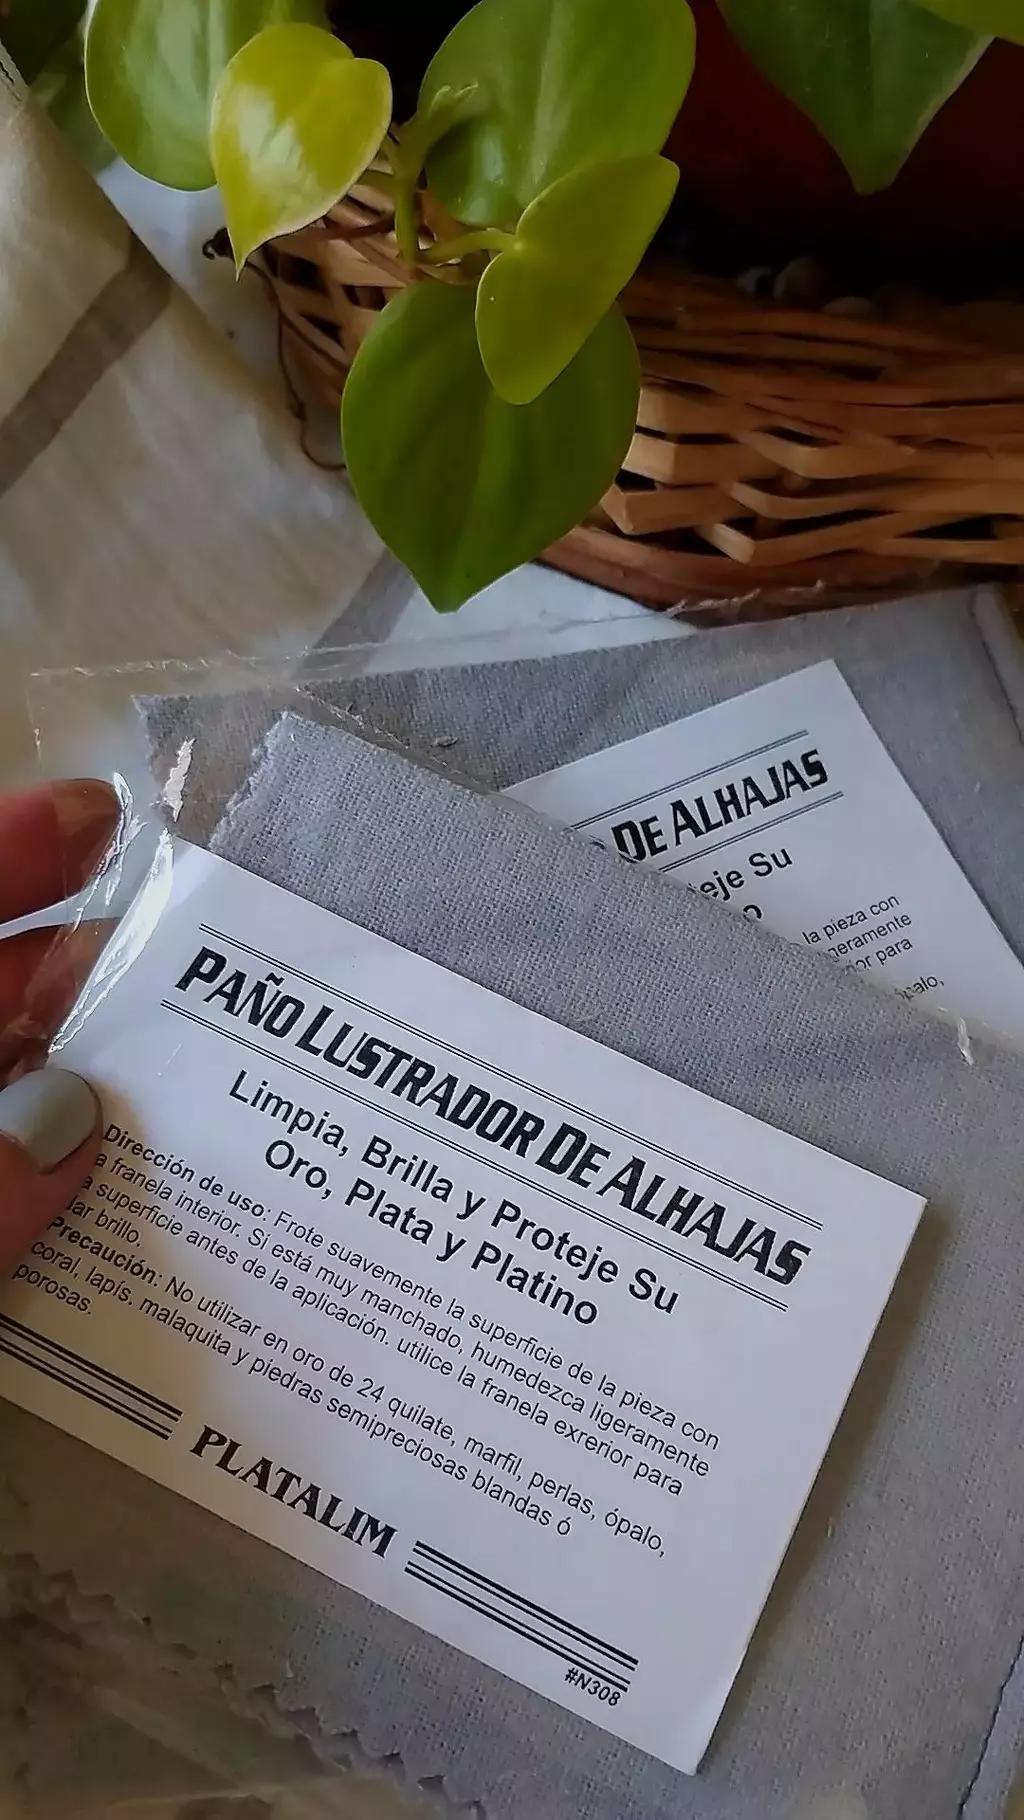 DE ALHAJAS
teje Su
la pieza con
geramente
ior para
ópalo,
PAÑO LUSTRADOR DE ALHAJAS
Limpia, Brilla y Proteje Su
Oro, Plata y Platino
Dirección de uso: Frote suavemente la superficie de la pieza con
a franela interior. Si está muy manchado, humedezca ligeramente
a superficie antes de la aplicación. utilice la franela exrerior para
dar brillo.
Precaución: No utilizar en oro de 24 quilate, marfil, perlas, ópalo,
coral, lapís, malaquita y piedras semipreciosas blandas ó
porosas.
PLATALIM
#N308